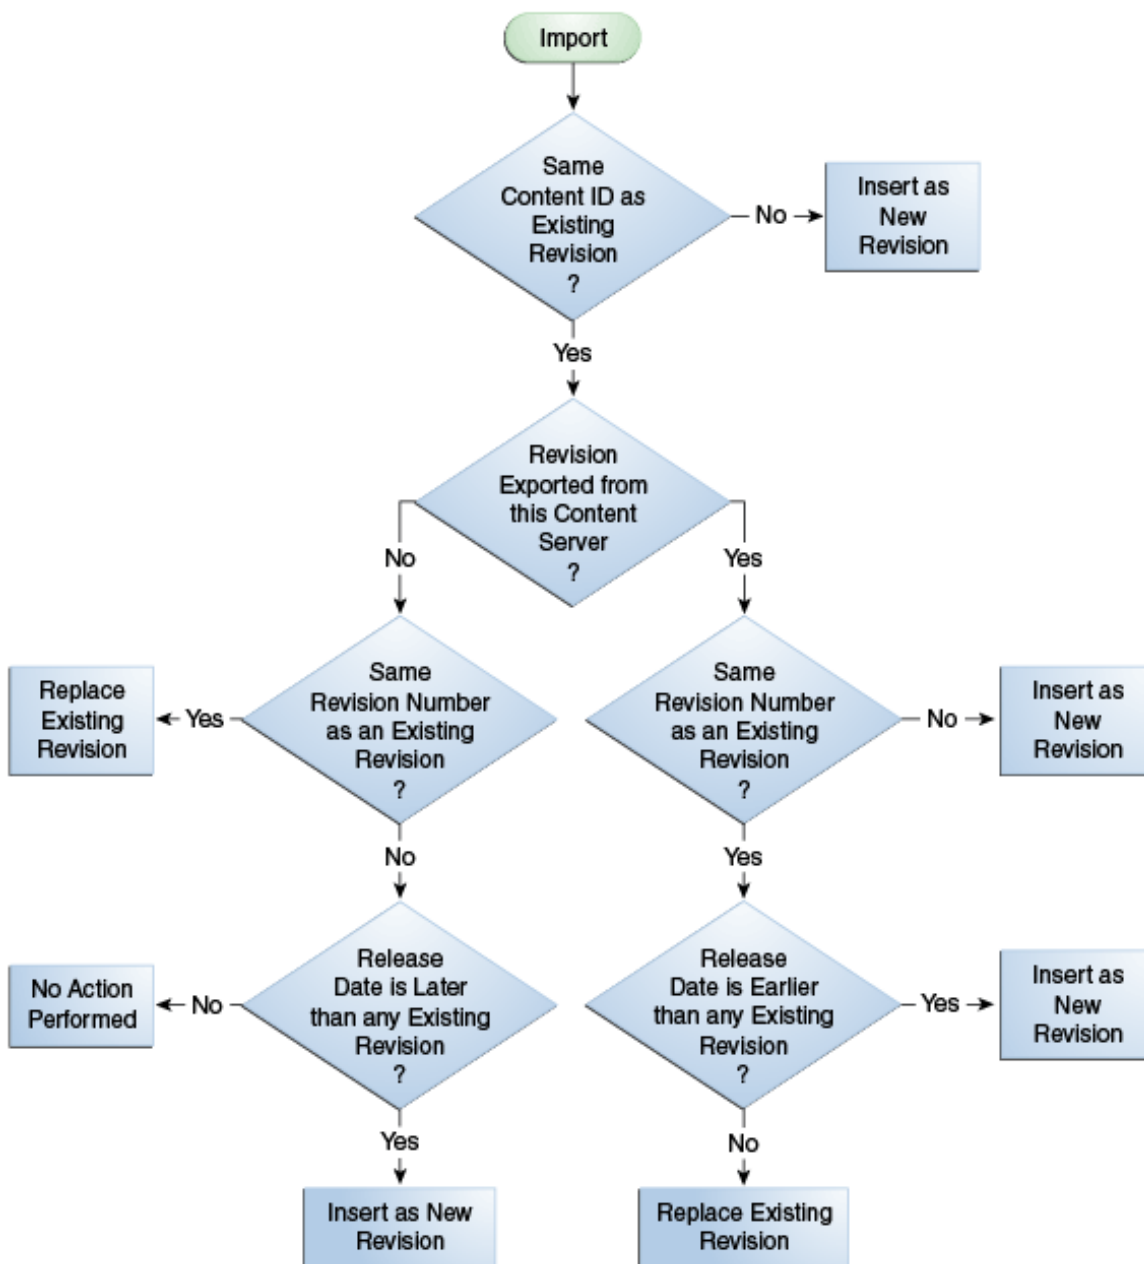 Import
Same
Content ID as
Existing
Revision
?
No
Insert as
New
Revision
Yes
Revision
Exported from
this Content
Server
?
No
Yes
Same
Revision Number
as an Existing
Revision
?
Yes
Replace
Existing
Revision
No
Same
Revision Number
as an Existing
Revision
?
No
Insert as
New
Revision
Yes
Release
Date is Later
than any Existing
Revision
?
No
No Action
Performed
Yes
Insert as New
Revision
Release
Date is Earlier
than any Existing
Revision
?
Yes
Insert as
New
Revision
No
Replace Existing
Revision